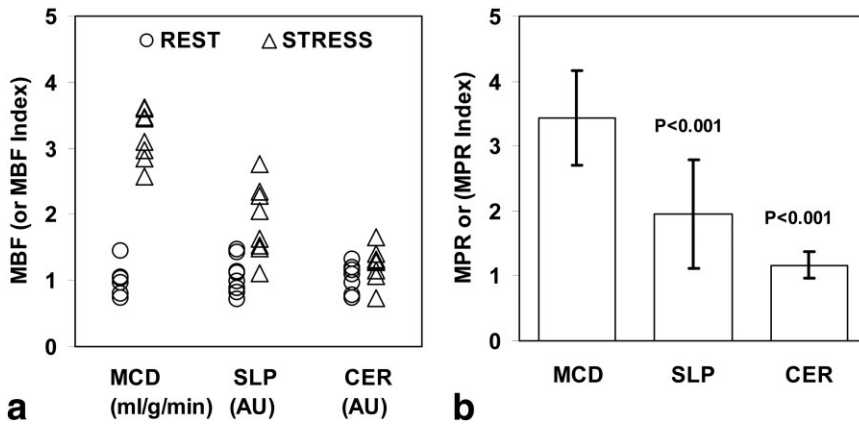 5
4
3
2
1
0
MBF (or MBF Index)
REST
STRESS
MCD
(ml/g/min)
SLP
(AU)
CER
(AU)
a
5
4
3
2
1
0
MPR or (MPR Index)
P<0.001
P<0.001
MCD
SLP
CER
b